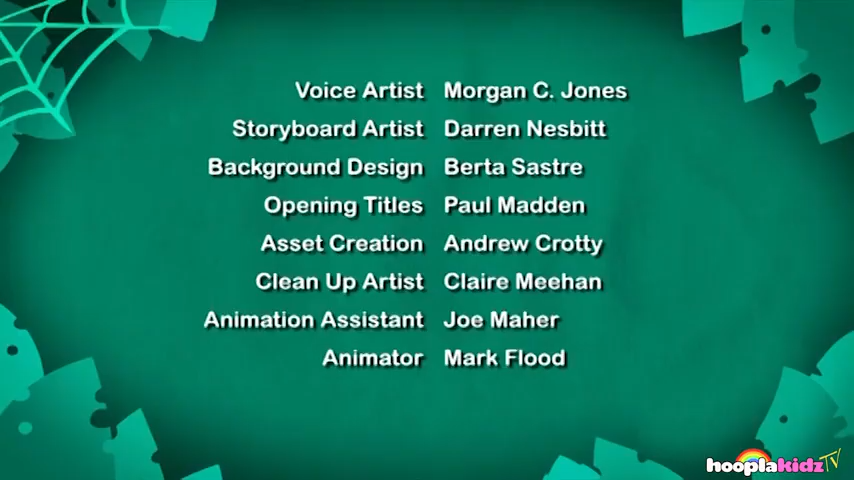 Voice Artist Morgan C. Jones
Storyboard Artist Darren Nesbitt
Background Design Berta Sastre
Opening Titles Paul Madden
Asset Creation Andrew Crotty
Clean Up Artist Claire Meehan
Animation Assistant Joe Maher
Animator Mark Flood
hooplakidz TV